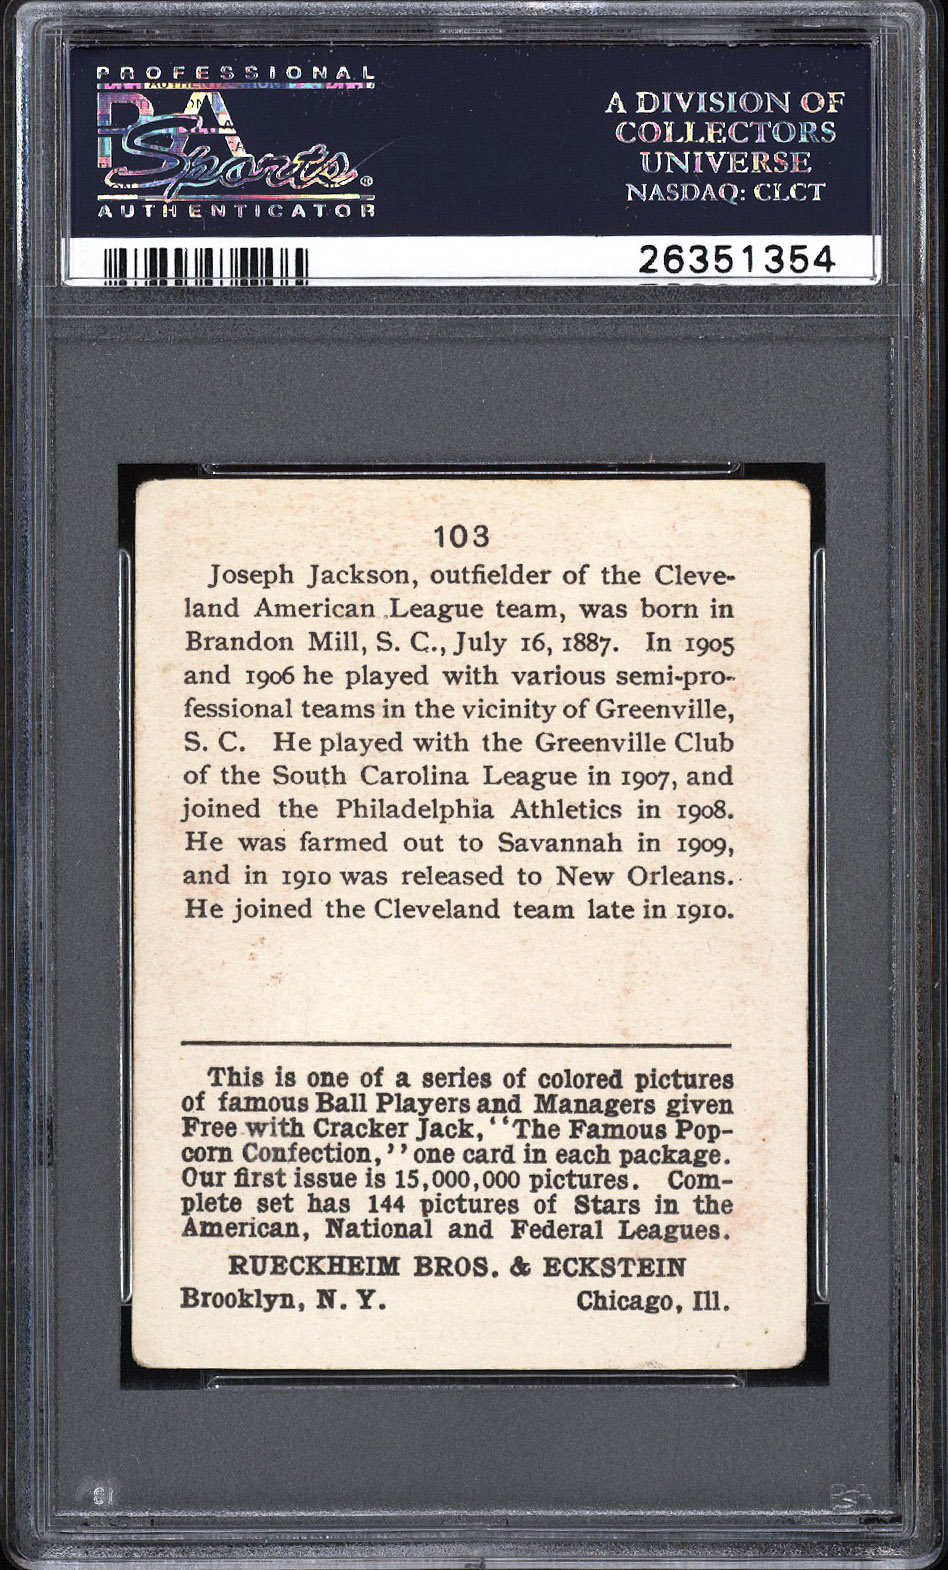 PROFESSIONAL
PSA
Sports®
AUTHENTICATOR
A DIVISION OF
COLLECTORS
UNIVERSE
NASDAQ: CLCT
26351354
103
Joseph Jackson, outfielder of the Cleve-
land American League team, was born in
Brandon Mill, S. C., July 16, 1887. In 1905
and 1906 he played with various semi-pro-
fessional teams in the vicinity of Greenville,
S. C. He played with the Greenville Club
of the South Carolina League in 1907, and
joined the Philadelphia Athletics in 1908.
He was farmed out to Savannah in 1909,
and in 1910 was released to New Orleans.
He joined the Cleveland team late in 1910.
This is one of a series of colored pictures
of famous Ball Players and Managers given
Free with Cracker Jack, "The Famous Pop-
corn Confection," one card in each package.
Our first issue is 15,000,000 pictures. Com-
plete set has 144 pictures of Stars in the
American, National and Federal Leagues.
RUECKHEIM BROS. & ECKSTEIN
Brooklyn, N. Y. Chicago, Ill.